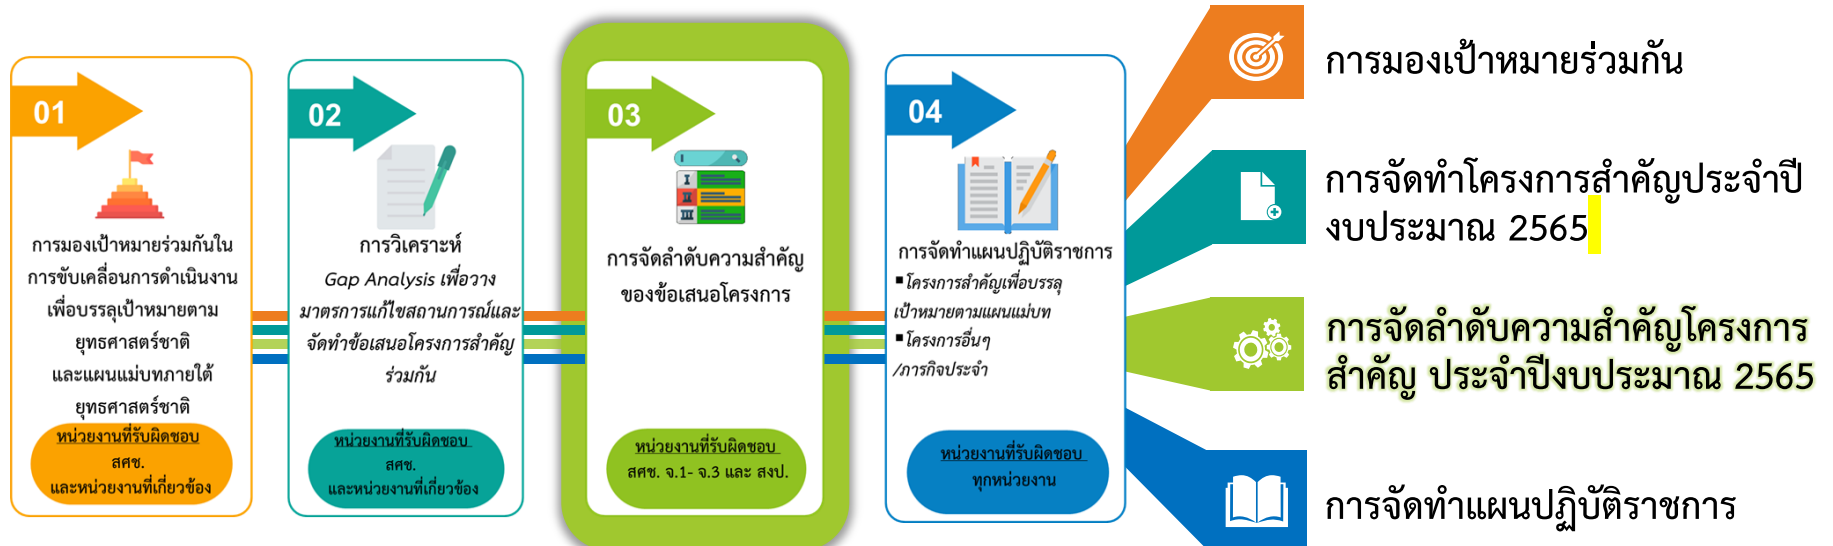 01
การมองเป้าหมายร่วมกันใน
การขับเคลื่อนการดำเนินงาน
เพื่อบรรลุเป้าหมายตาม
ยุทธศาสตร์ชาติ
และแผนแม่บทภายใต้
ยุทธศาสตร์ชาติ
หน่วยงานที่รับผิดชอบ
สศช.
และหน่วยงานที่เกี่ยวข้อง
02
การวิเคราะห์
Gap Analysis เพื่อวาง
มาตรการแก้ไขสถานการณ์และ
จัดทำข้อเสนอโครงการสำคัญ
ร่วมกัน
หน่วยงานที่รับผิดชอบ
สศช.
และหน่วยงานที่เกี่ยวข้อง
03
I
I
II
III
การจัดลำดับความสำคัญ
ของข้อเสนอโครงการ
หน่วยงานที่รับผิดชอบ
สศช. จ.1- จ.3 และ สงป.
04
การจัดทำแผนปฏิบัติราชการ
▪โครงการสำคัญเพื่อบรรลุ
เป้าหมายตามแผนแม่บท
▪โครงการอื่นๆ
/ภารกิจประจำ
หน่วยงานที่รับผิดชอบ
ทุกหน่วยงาน
การมองเป้าหมายร่วมกัน
การจัดทำโครงการสำคัญประจำปี
งบประมาณ 2565
การจัดลำดับความสำคัญโครงการ
สำคัญ ประจำปีงบประมาณ 2565
การจัดทำแผนปฏิบัติราชการ